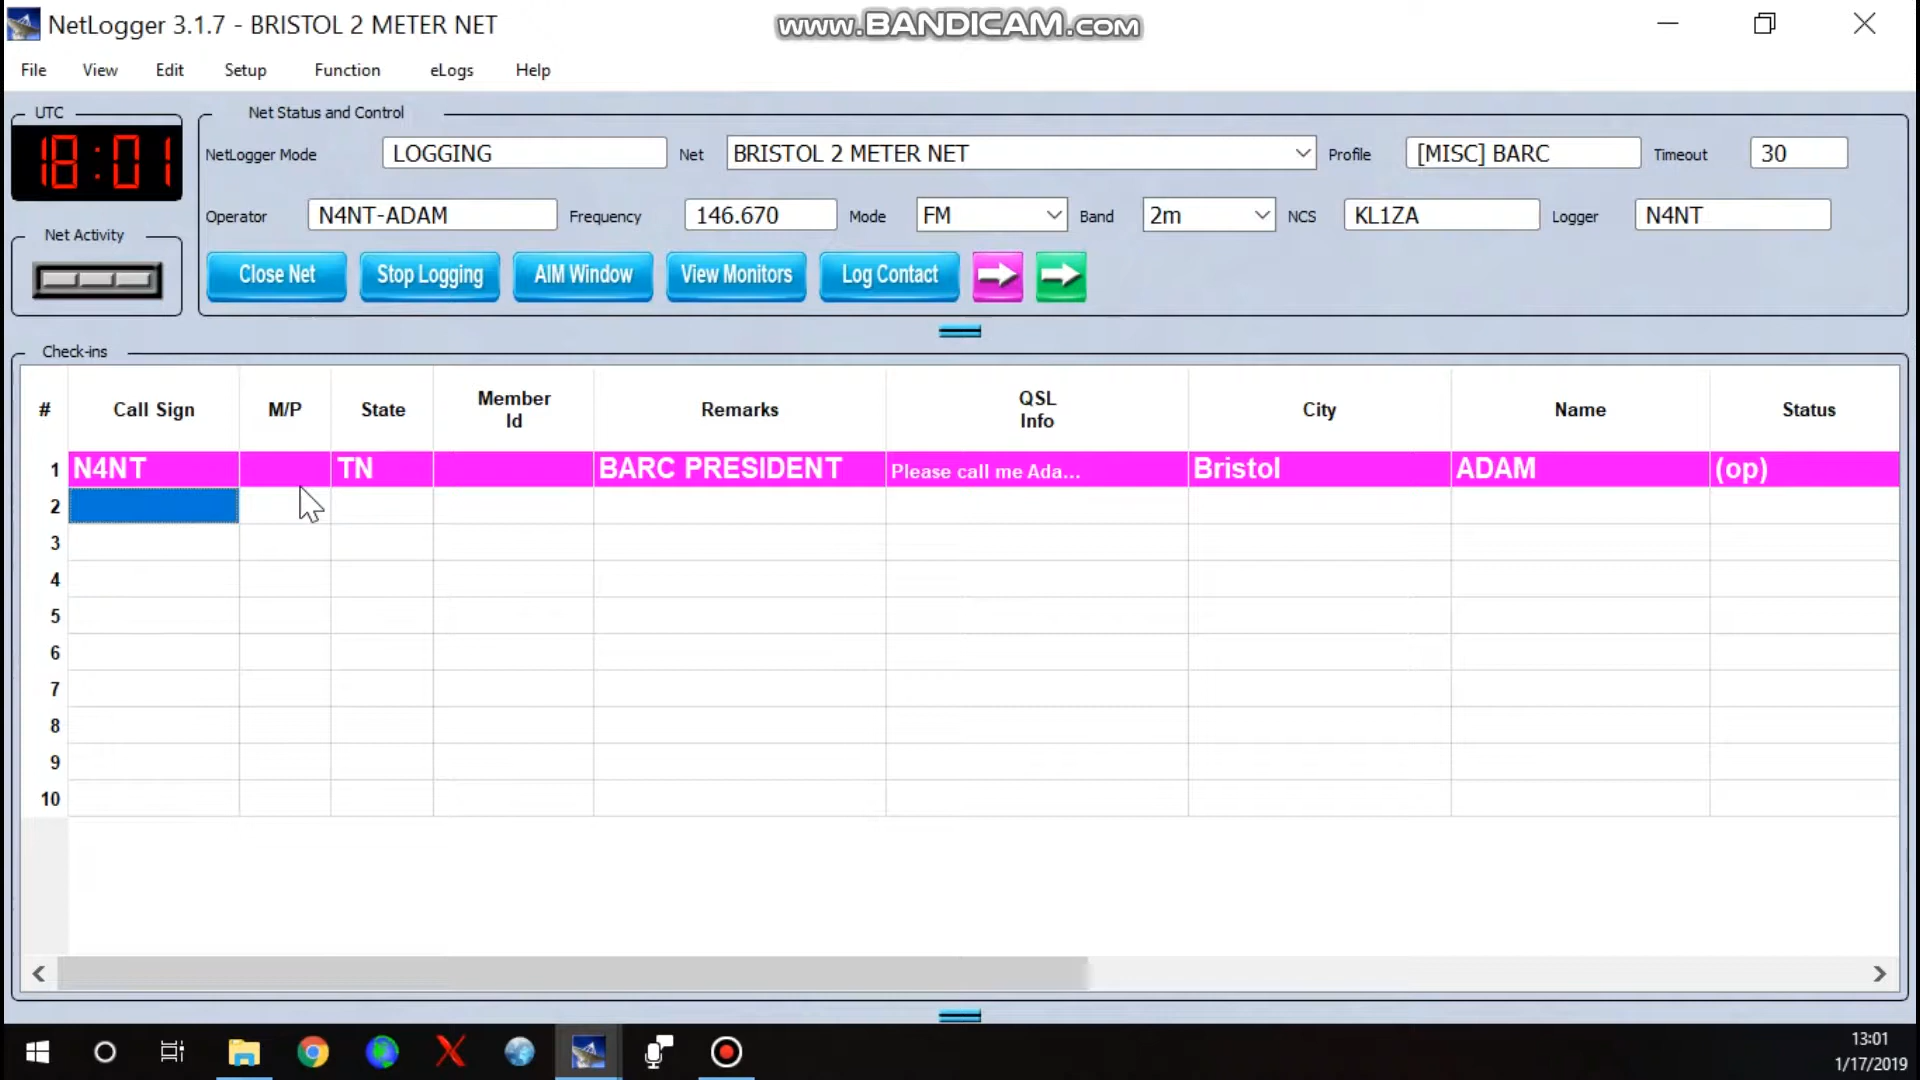 NetLogger 3.1.7 - BRISTOL 2 METER NET
www.BANDICAM.com
File View Edit Setup Function eLogs Help
UTC
18:01
Net Status and Control
NetLogger Mode LOGGING Net BRISTOL 2 METER NET Profile [MISC] BARC Timeout 30
Operator N4NT-ADAM Frequency 146.670 Mode FM Band 2m NCS KL1ZA Logger N4NT
Net Activity
Close Net Stop Logging AIM Window View Monitors Log Contact
Check-ins
# Call Sign M/P State Member Id Remarks QSL Info City Name Status
1 N4NT TN BARC PRESIDENT Please call me Ada... Bristol ADAM (op)
2
3
4
5
6
7
8
9
10
13:01
1/17/2019